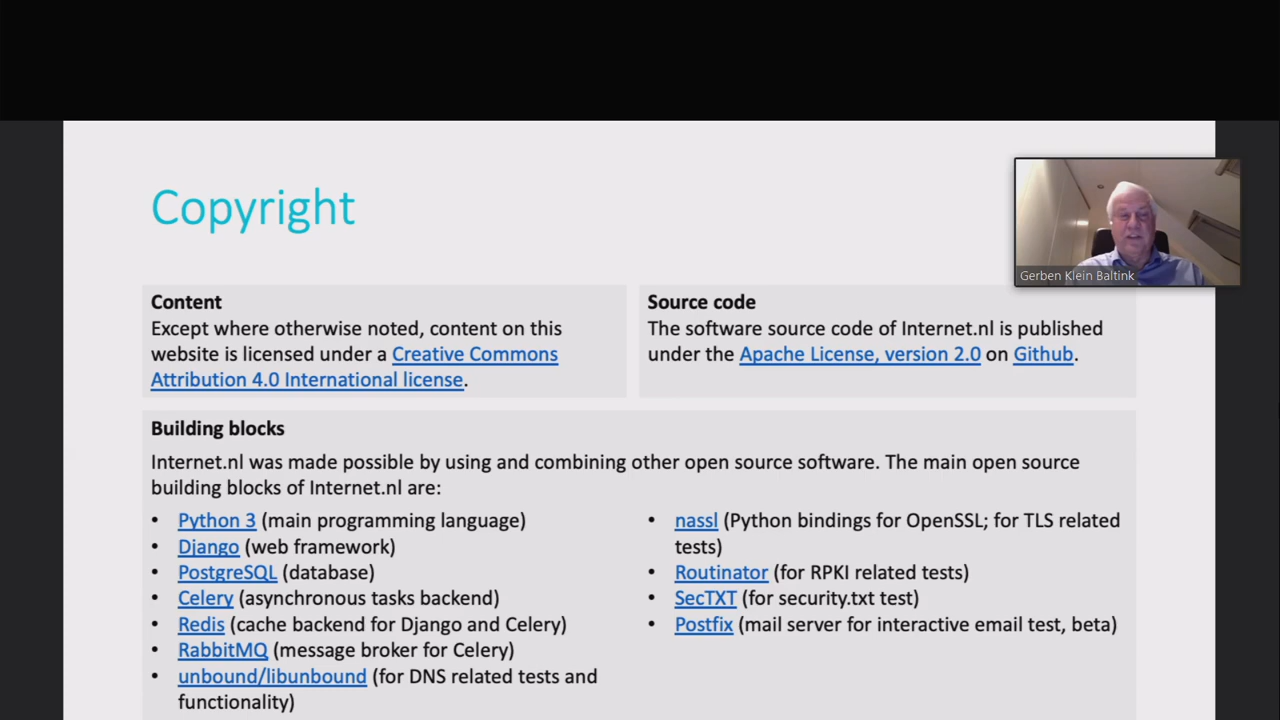 Copyright
Gerben Klein Baltink
Content
Except where otherwise noted, content on this
website is licensed under a Creative Commons
Attribution 4.0 International license.
Source code
The software source code of Internet.nl is published
under the Apache License, version 2.0 on Github.
Building blocks
Internet.nl was made possible by using and combining other open source software. The main open source
building blocks of Internet.nl are:
• Python 3 (main programming language)
• Django (web framework)
• PostgreSQL (database)
• Celery (asynchronous tasks backend)
• Redis (cache backend for Django and Celery)
• RabbitMQ (message broker for Celery)
• unbound/libunbound (for DNS related tests and
functionality)
• nassl (Python bindings for OpenSSL; for TLS related
tests)
• Routinator (for RPKI related tests)
• SecTXT (for security.txt test)
• Postfix (mail server for interactive email test, beta)